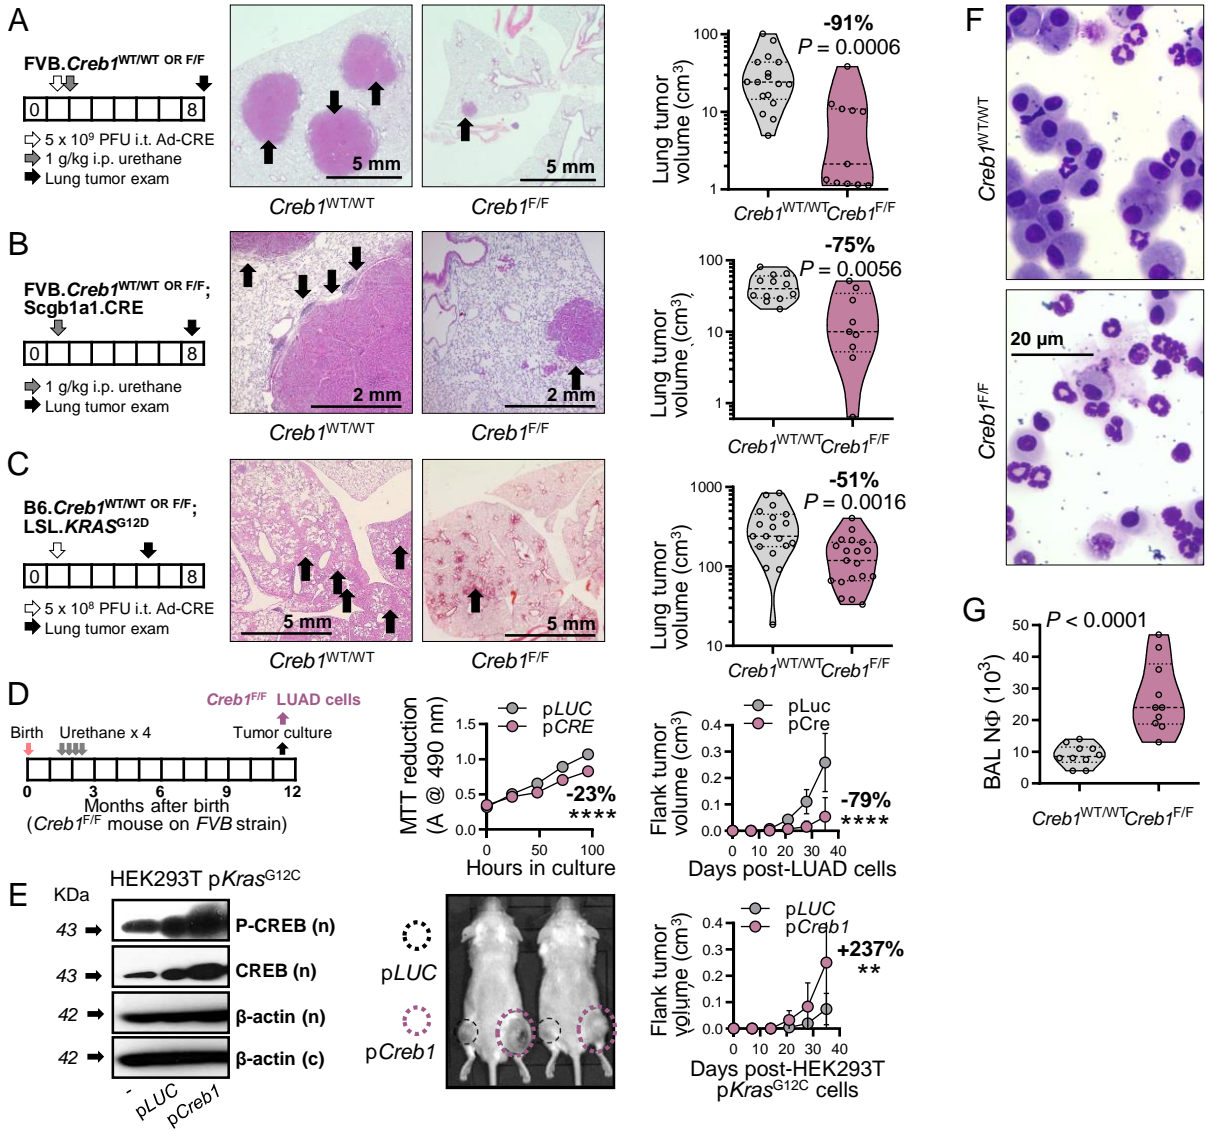 A
FVB.Creb1WT/WT OR F/F
0
8
5 x 10⁹ PFU i.t. Ad-CRE
1 g/kg i.p. urethane
Lung tumor exam
5 mm
5 mm
Creb1WT/WT
Creb1F/F
Lung tumor
volume (cm³)
100
10
1
-91%
P = 0.0006
Creb1WT/WT
Creb1F/F
B
FVB.Creb1WT/WT OR F/F;
Scgb1a1.CRE
0
8
1 g/kg i.p. urethane
Lung tumor exam
2 mm
2 mm
Creb1WT/WT
Creb1F/F
Lung tumor
volume (cm³)
100
10
1
-75%
P = 0.0056
Creb1WT/WT
Creb1F/F
C
B6.Creb1WT/WT OR F/F;
LSL.KRASG12D
0
8
5 x 10⁸ PFU i.t. Ad-CRE
Lung tumor exam
5 mm
5 mm
Creb1WT/WT
Creb1F/F
Lung tumor
volume (cm³)
1000
100
10
-51%
P = 0.0016
Creb1WT/WT
Creb1F/F
D
Creb1F/F LUAD cells
Birth
Urethane x 4
Tumor culture
0
3
6
9
12
Months after birth
(Creb1F/F mouse on FVB strain)
pLUC
pCRE
MTT reduction
(A @ 490 nm)
1.5
1.0
0.5
0.0
-23%
****
0
50
100
Hours in culture
pLuc
pCre
Flank tumor
volume (cm³)
0.4
0.3
0.2
0.1
0.0
-79%
****
0
10
20
30
40
Days post-LUAD cells
E
HEK293T pKrasG12C
KDa
43
P-CREB (n)
43
CREB (n)
42
β-actin (n)
42
β-actin (c)
-
pLUC
pCreb1
pLUC
pCreb1
pLUC
pCreb1
Flank tumor
volume (cm³)
0.4
0.3
0.2
0.1
0.0
+237%
**
0
10
20
30
40
Days post-HEK293T
pKrasG12C cells
F
Creb1WT/WT
20 µm
Creb1F/F
G
P < 0.0001
BAL NΦ (10³)
50
40
30
20
10
0
Creb1WT/WT
Creb1F/F